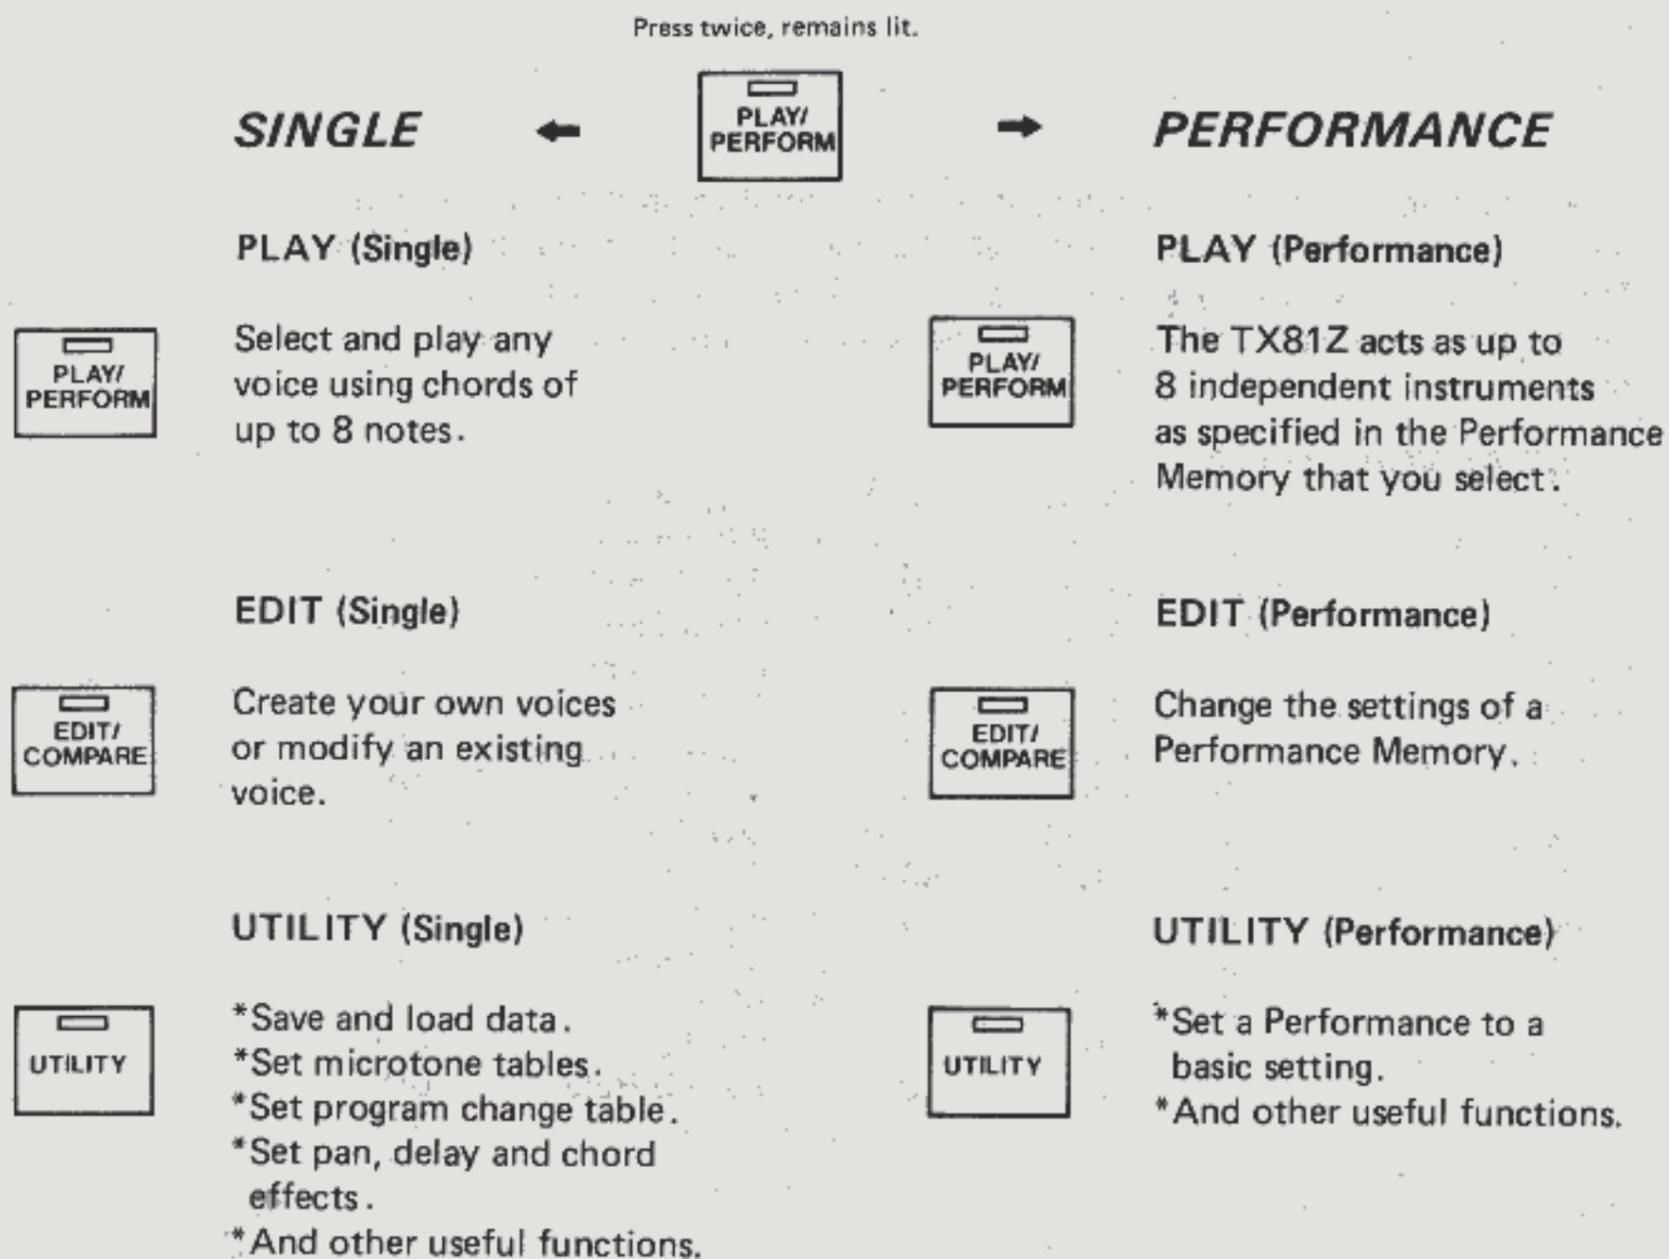 Press twice, remains lit.
SINGLE
PLAY/
PERFORM
PERFORMANCE
PLAY (Single)
PLAY/
PERFORM
Select and play any
voice using chords of
up to 8 notes.
EDIT (Single)
EDIT/
COMPARE
Create your own voices
or modify an existing
voice.
UTILITY (Single)
UTILITY
*Save and load data.
*Set microtone tables.
*Set program change table.
*Set pan, delay and chord
effects.
*And other useful functions.
PLAY (Performance)
PLAY/
PERFORM
The TX81Z acts as up to
8 independent instruments
as specified in the Performance
Memory that you select.
EDIT (Performance)
EDIT/
COMPARE
Change the settings of a
Performance Memory.
UTILITY (Performance)
UTILITY
*Set a Performance to a
basic setting.
*And other useful functions.